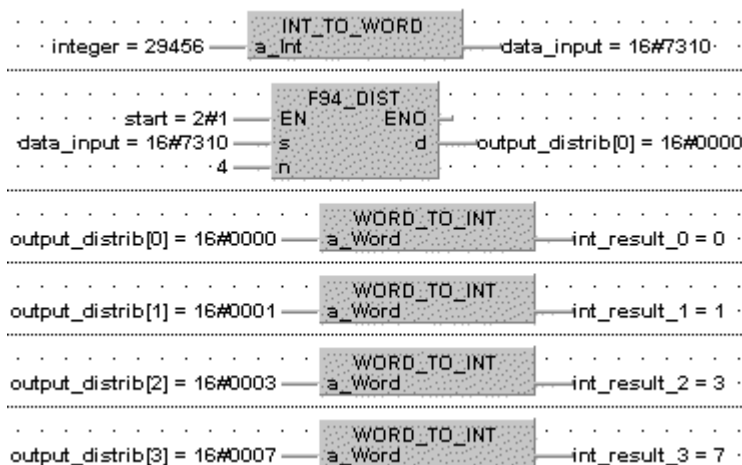 INT_TO_WORD
integer = 29456 a_Int data_input = 16#7310
F94_DIST
start = 2#1 EN ENO
data_input = 16#7310 s d output_distrib[0] = 16#0000
4 n
WORD_TO_INT
output_distrib[0] = 16#0000 a_Word int_result_0 = 0
WORD_TO_INT
output_distrib[1] = 16#0001 a_Word int_result_1 = 1
WORD_TO_INT
output_distrib[2] = 16#0003 a_Word int_result_2 = 3
WORD_TO_INT
output_distrib[3] = 16#0007 a_Word int_result_3 = 7